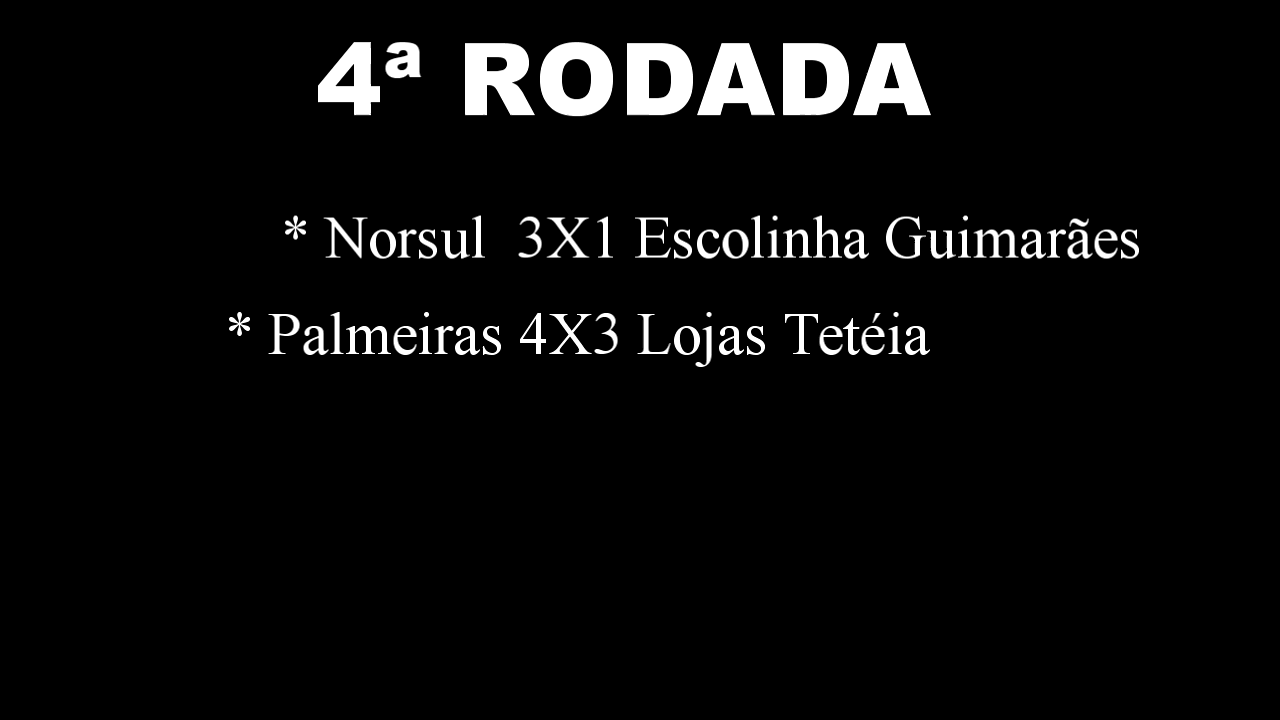 4ª RODADA
* Norsul  3X1 Escolinha Guimarães
* Palmeiras 4X3 Lojas Tetéia